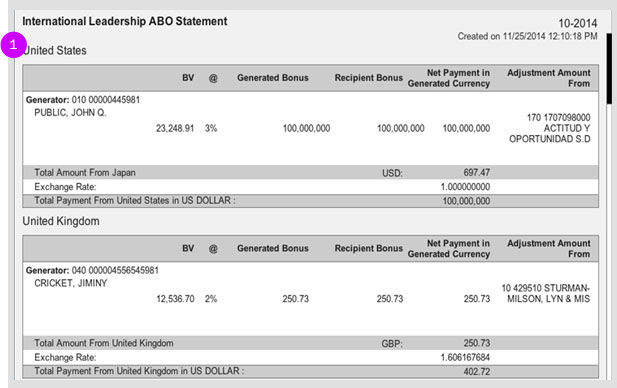 International Leadership ABO Statement
10-2014
Created on 11/25/2014 12:10:18 PM
1
United States
BV @ Generated Bonus Recipient Bonus Net Payment in Generated Currency Adjustment Amount From
Generator: 010 00000445981
PUBLIC, JOHN Q.
23,248.91 3% 100,000,000 100,000,000 100,000,000 170 1707098000
ACTITUD Y
OPORTUNIDAD S.D
Total Amount From Japan USD: 697.47
Exchange Rate: 1.000000000
Total Payment From United States in US DOLLAR : 100,000,000
United Kingdom
BV @ Generated Bonus Recipient Bonus Net Payment in Generated Currency Adjustment Amount From
Generator: 040 000004556545981
CRICKET, JIMINY
12,536.70 2% 250.73 250.73 250.73 10 429510 STURMAN-
MILSON, LYN & MIS
Total Amount From United Kingdom GBP: 250.73
Exchange Rate: 1.606167684
Total Payment From United Kingdom in US DOLLAR : 402.72